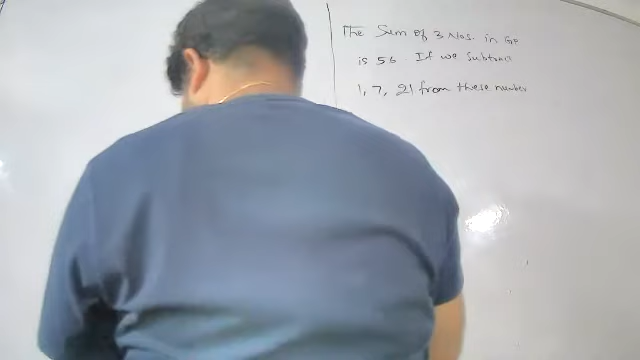 The Sum of 3 Nos. in GP
is 56 If we Subtract
1, 7, 21 from these number